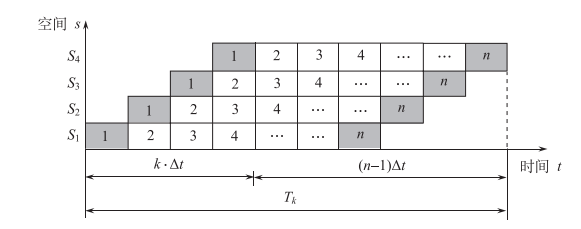 空间 s
S4 1 2 3 4 … … n
S3 1 2 3 4 … … n
S2 1 2 3 4 … … n
S1 1 2 3 4 … … n
k·Δt (n–1)Δt 时间 t
Tk